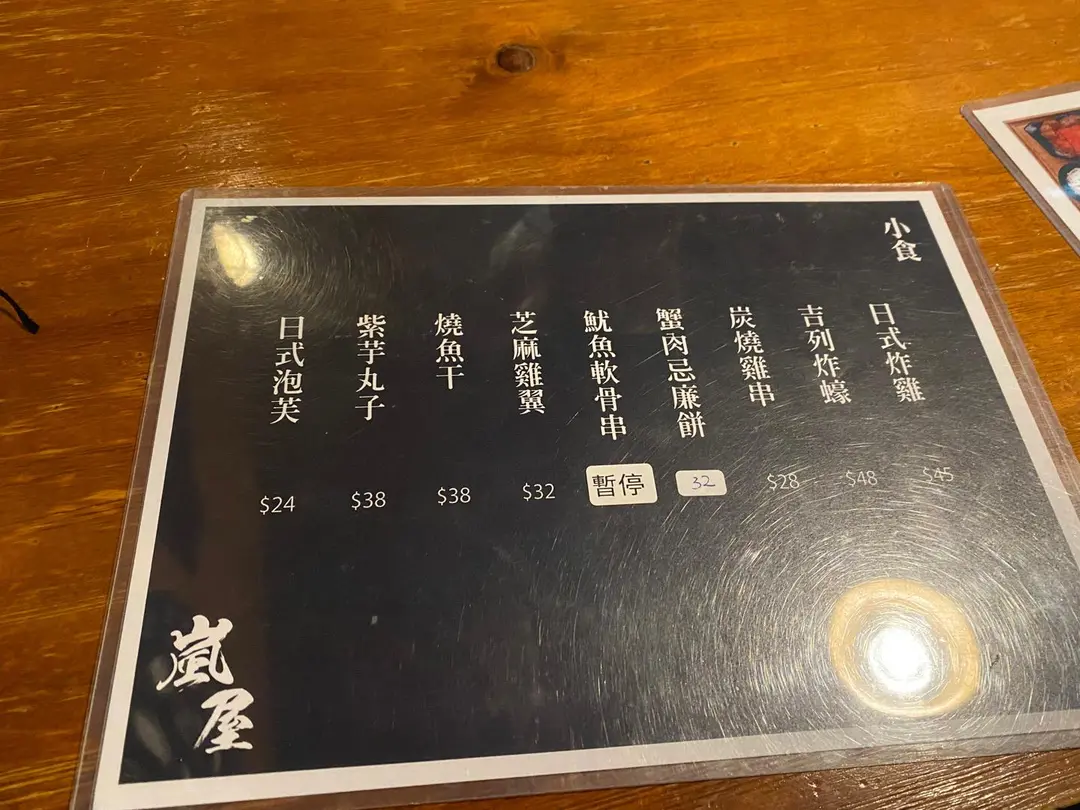 小食
日式炸雞
$45
吉列炸蠔
$48
炭燒雞串
$28
蟹肉忌廉餅
32
魷魚軟骨串
暫停
芝麻雞翼
$32
燒魚干
$38
紫芋丸子
$38
日式泡芙
$24
嵐屋